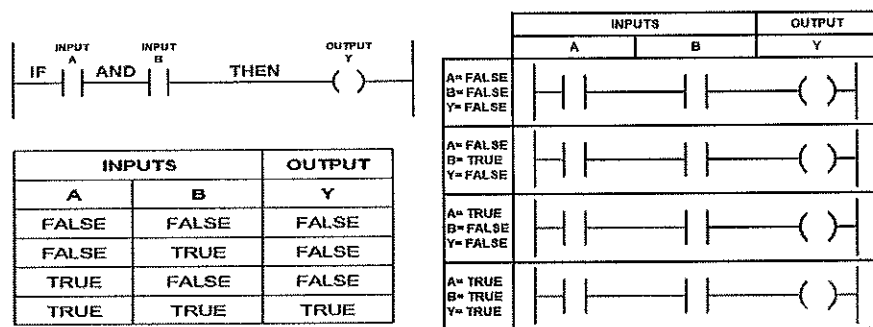 INPUT INPUT OUTPUT
A B Y
IF AND THEN
INPUTS OUTPUT
A B Y
FALSE FALSE FALSE
FALSE TRUE FALSE
TRUE FALSE FALSE
TRUE TRUE TRUE
INPUTS OUTPUT
A B Y
A= FALSE
B= FALSE
Y= FALSE
A= FALSE
B= TRUE
Y= FALSE
A= TRUE
B= FALSE
Y= FALSE
A= TRUE
B= TRUE
Y= TRUE